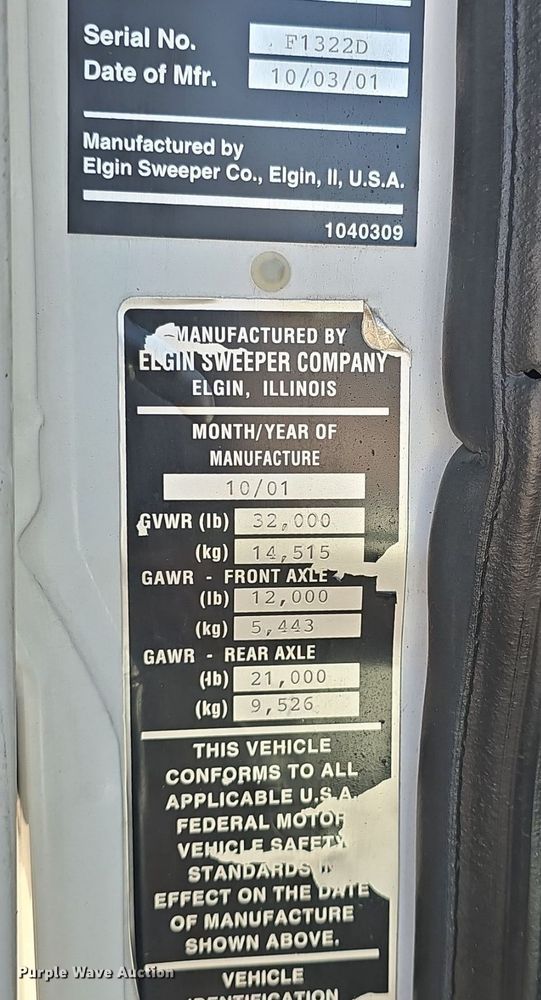 Serial No. F1322D
Date of Mfr. 10/03/01
Manufactured by
Elgin Sweeper Co., Elgin, Il, U.S.A.
1040309
MANUFACTURED BY
ELGIN SWEEPER COMPANY
ELGIN, ILLINOIS
MONTH/YEAR OF
MANUFACTURE
10/01
GVWR (lb) 32,000
(kg) 14,515
GAWR - FRONT AXLE
(lb) 12,000
(kg) 5,443
GAWR - REAR AXLE
(lb) 21,000
(kg) 9,526
THIS VEHICLE
CONFORMS TO ALL
APPLICABLE U.S.A.
FEDERAL MOTOR
VEHICLE SAFETY
STANDARDS IN
EFFECT ON THE DATE
OF MANUFACTURE
SHOWN ABOVE.
VEHICLE
IDENTIFICATION
Purple Wave Auction